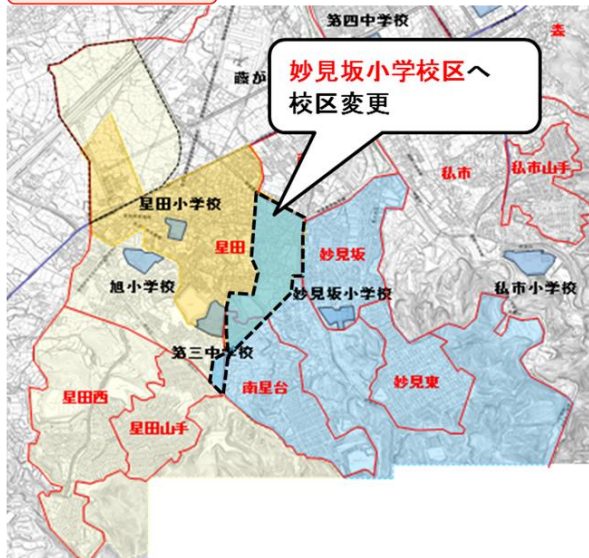 第四中学校
森
妙見坂小学校区へ
校区変更
霞が
私市
私市山手
星田小学校
星田
妙見坂
旭小学校
妙見坂小学校
私市小学校
第三中学校
南星台
妙見東
星田西
星田山手